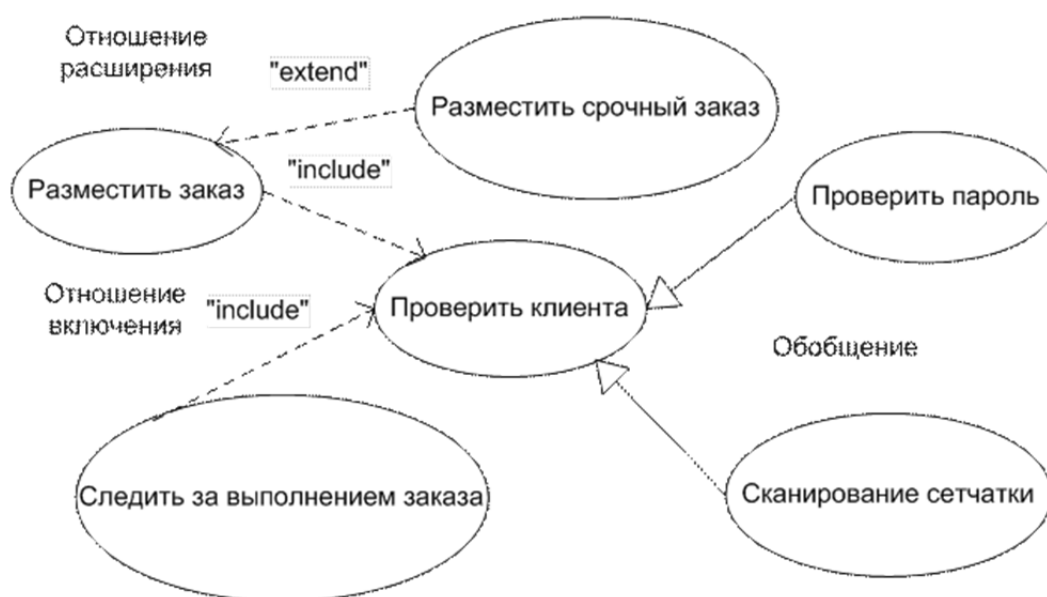 Отношение
расширения
"extend"
Разместить срочный заказ
Разместить заказ
"include"
Проверить пароль
Отношение
включения
"include"
Проверить клиента
Обобщение
Следить за выполнением заказа
Сканирование сетчатки